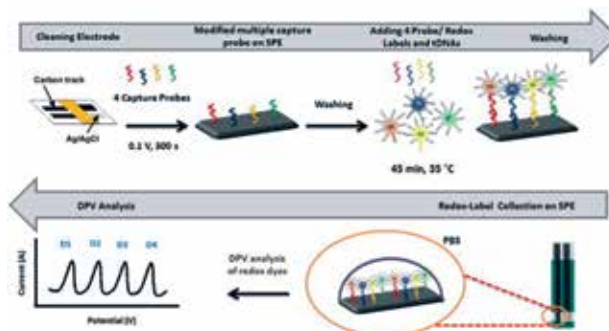 Cleaning Electrode
Modified multiple capture
probe on SPE
Adding 4 Probe/ Redox
Labels and tDNAs
Washing
Carbon track
4 Capture Probes
Washing
Ag/AgCl
0.1 V, 300 s
45 min, 35 °C
DPV Analysis
Redox-Label Collection on SPE
PBS
D1 D2 D3 D4
Current [A]
DPV analysis
of redox dyes
Potential [V]